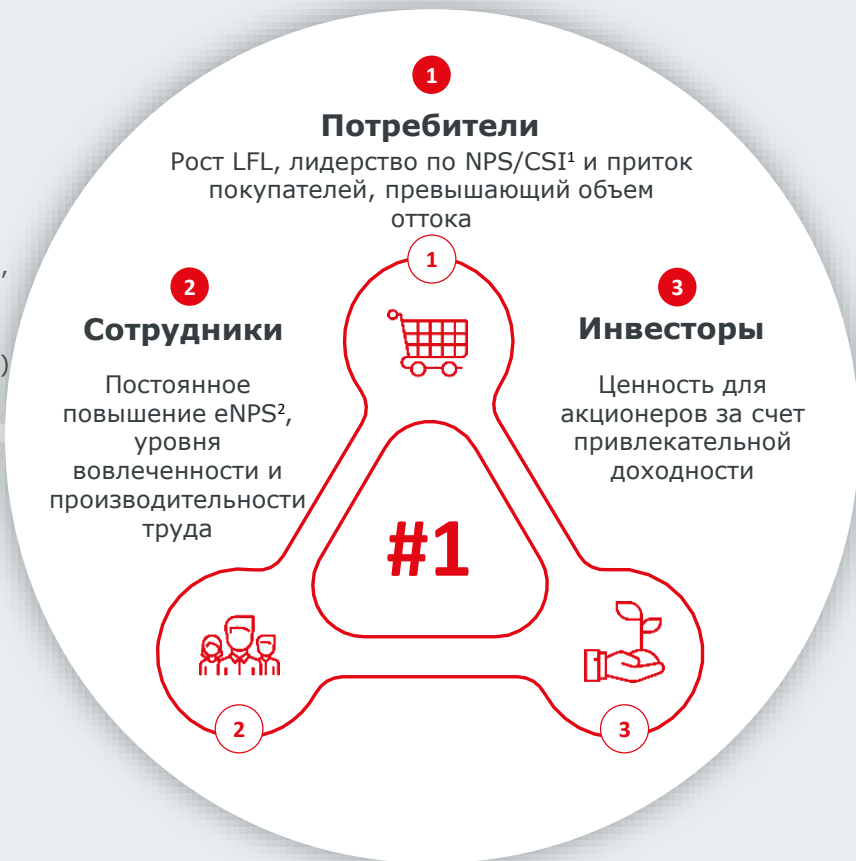 1
Потребители
Рост LFL, лидерство по NPS/CSI¹ и приток
покупателей, превышающий объем
оттока
1
,
)
2
Сотрудники
Постоянное
повышение eNPS²,
уровня
вовлеченности и
производительности
труда
3
Инвесторы
Ценность для
акционеров за счет
привлекательной
доходности
#1
2
3